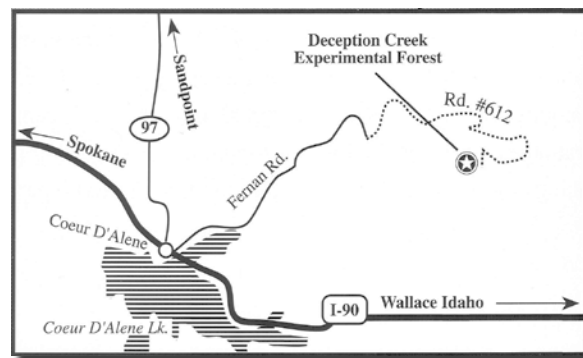 Deception Creek
Experimental Forest
Rd. #612
Sandpoint
97
Spokane
Fernan Rd.
Coeur D'Alene
I-90
Wallace Idaho
Coeur D'Alene Lk.